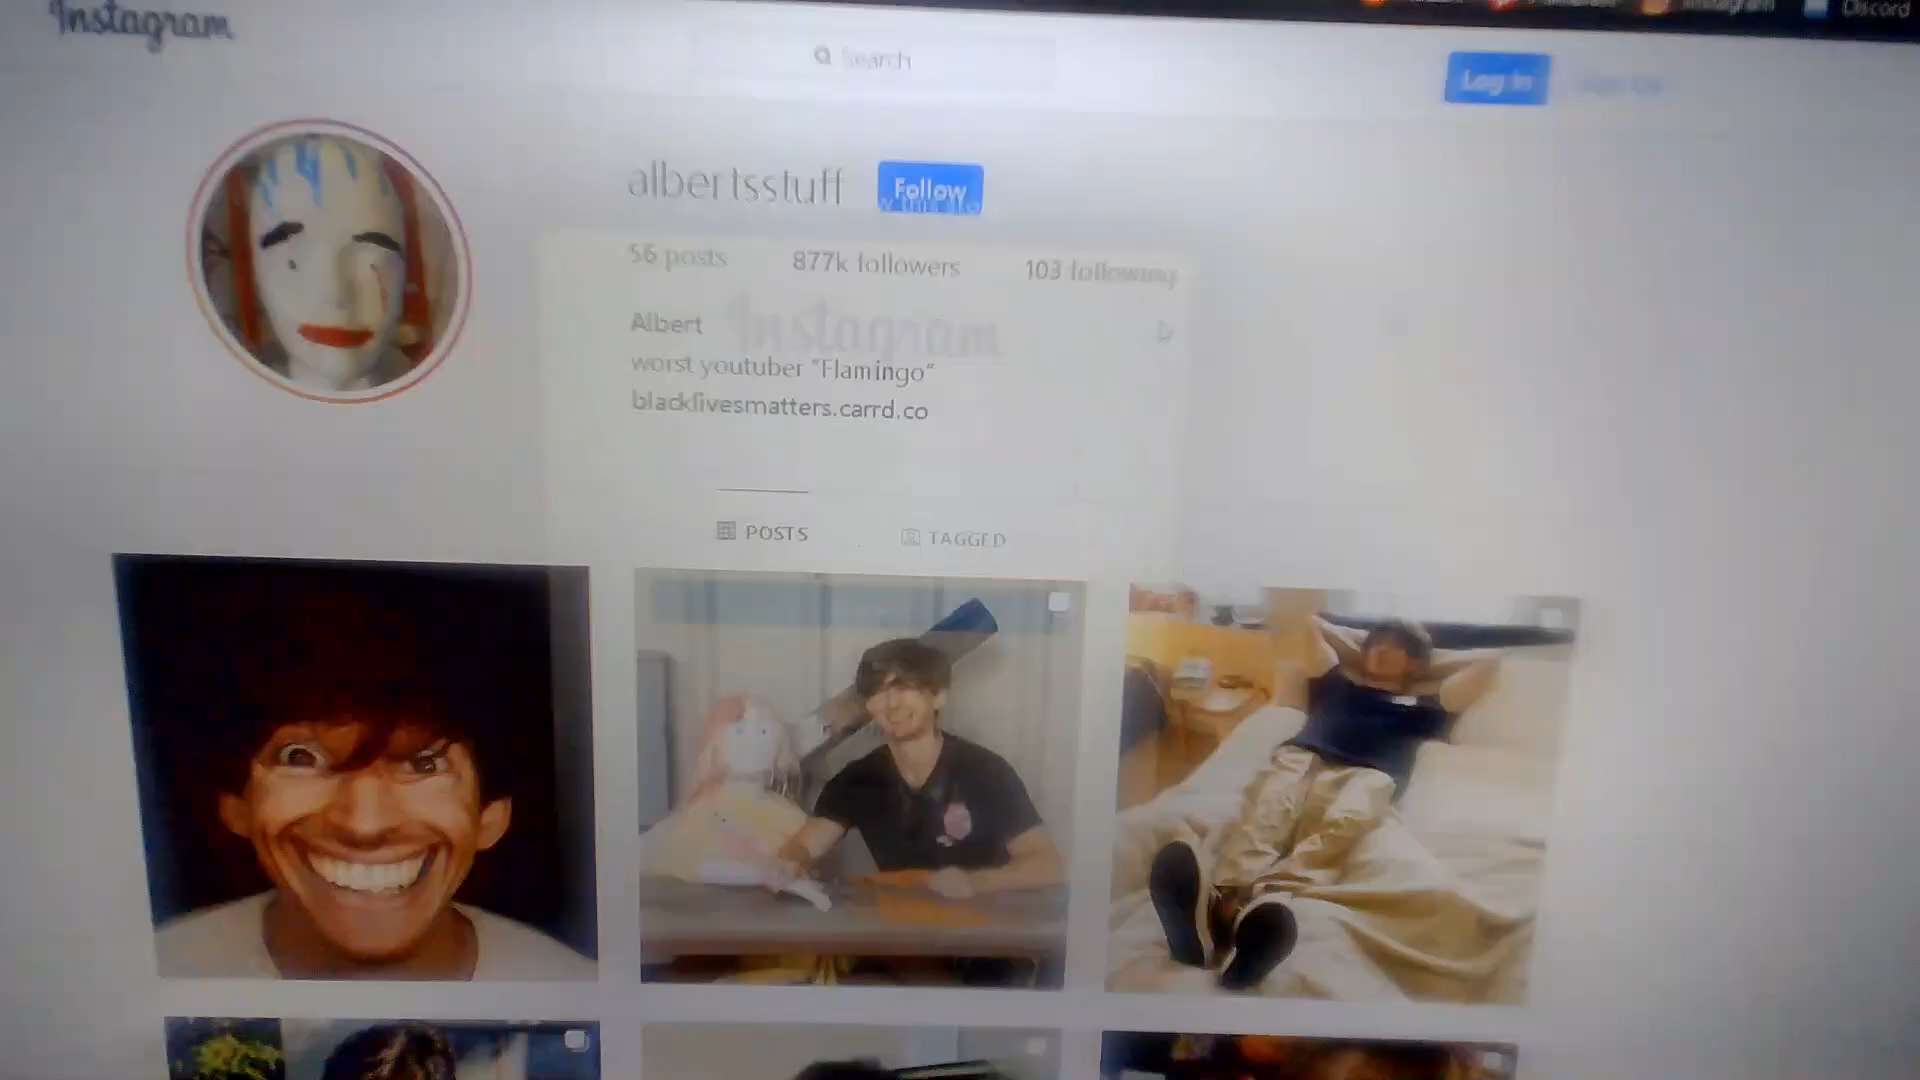 Instagram
Discord
Search
Log In
albertsstuff
Follow
56 posts
877k followers
103 following
Albert
Instagram
worst youtuber "Flamingo"
blacklivesmatters.carrd.co
POSTS
TAGGED